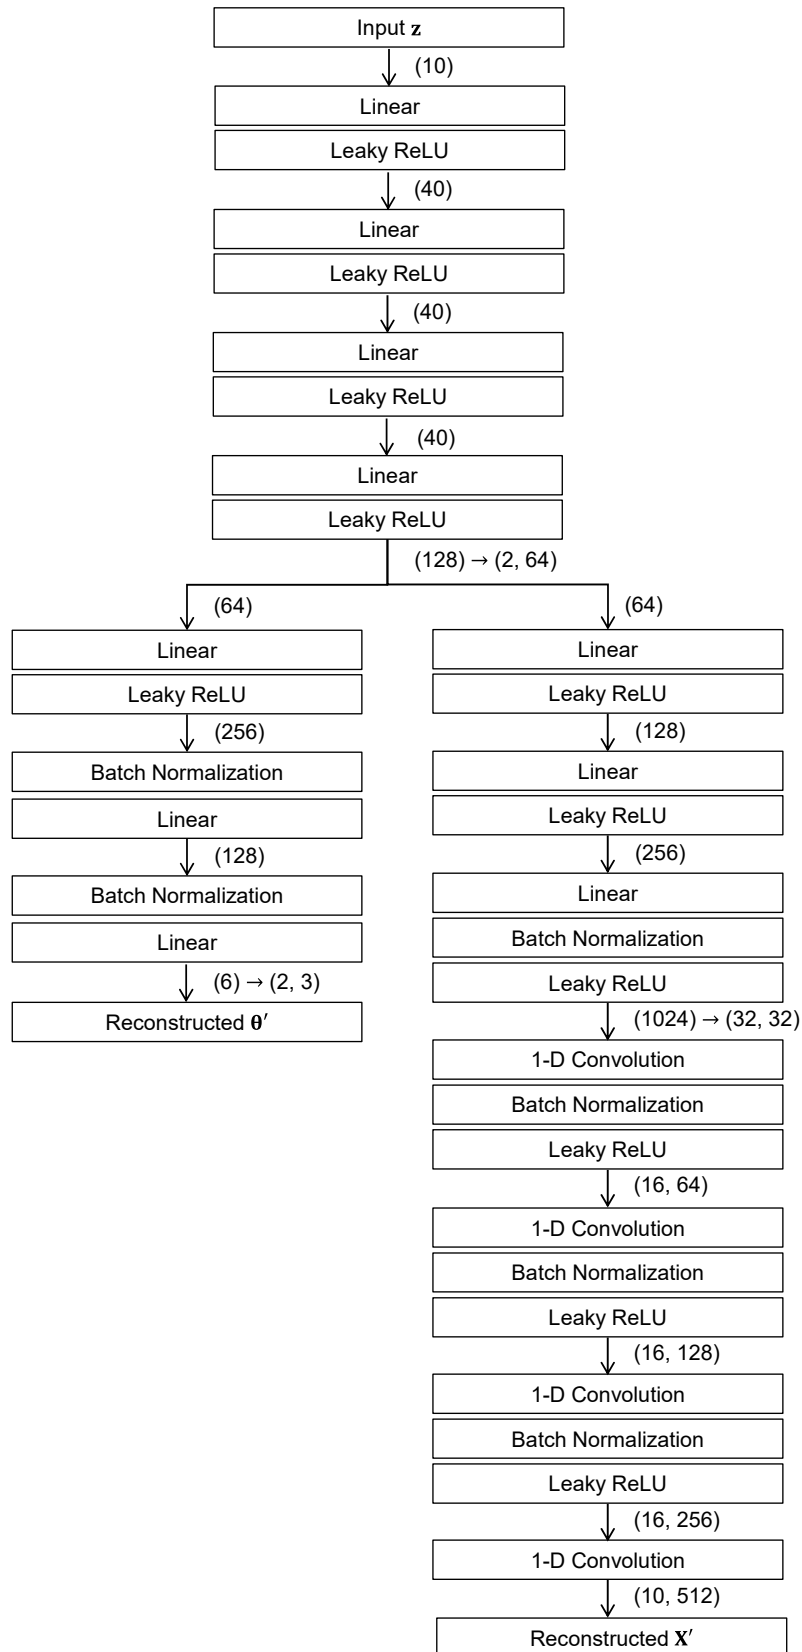 Input z
(10)
Linear
Leaky ReLU
(40)
Linear
Leaky ReLU
(40)
Linear
Leaky ReLU
(40)
Linear
Leaky ReLU
(128) → (2, 64)
(64)
Linear
Leaky ReLU
(256)
Batch Normalization
Linear
(128)
Batch Normalization
Linear
(6) → (2, 3)
Reconstructed θ′
(64)
Linear
Leaky ReLU
(128)
Linear
Leaky ReLU
(256)
Linear
Batch Normalization
Leaky ReLU
(1024) → (32, 32)
1-D Convolution
Batch Normalization
Leaky ReLU
(16, 64)
1-D Convolution
Batch Normalization
Leaky ReLU
(16, 128)
1-D Convolution
Batch Normalization
Leaky ReLU
(16, 256)
1-D Convolution
(10, 512)
Reconstructed X′